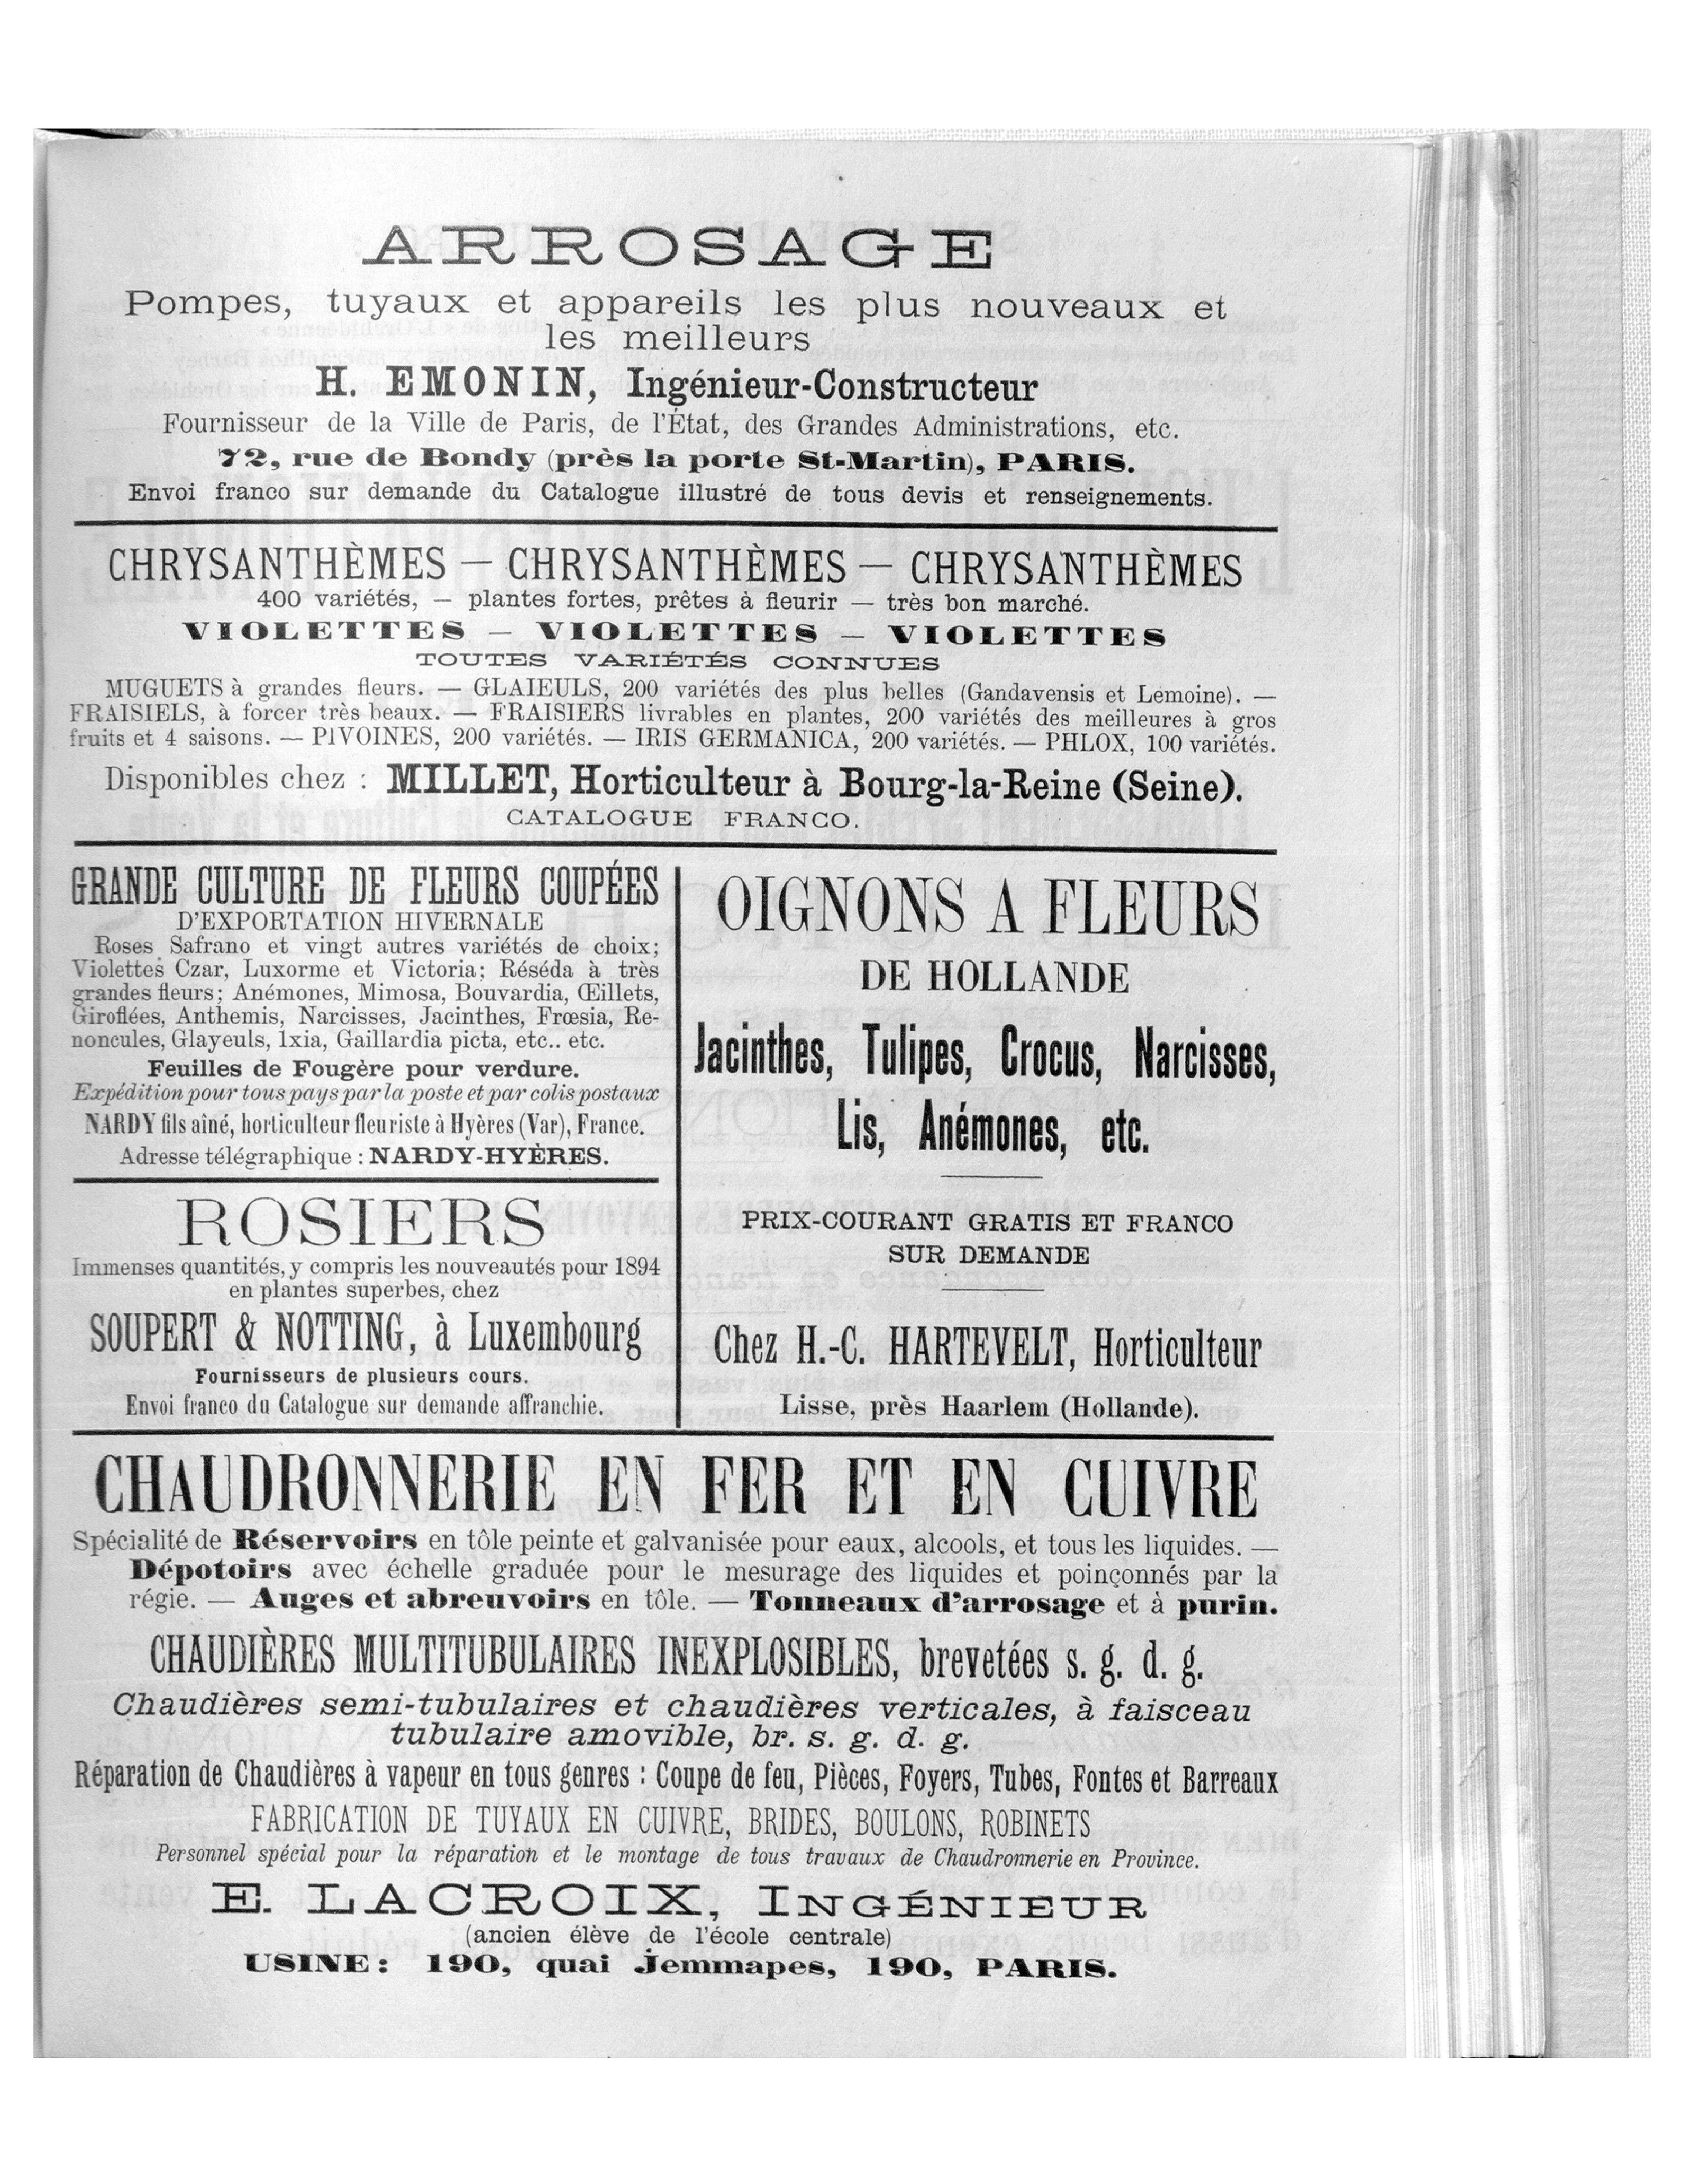 ARROSAGE
Pompes, tuyaux et appareils les plus nouveaux et
les meilleurs
H. EMONIN, Ingénieur-Constructeur
Fournisseur de la Ville de Paris, de l'État, des Grandes Administrations, etc.
72, rue de Bondy (près la porte St-Martin), PARIS.
Envoi franco sur demande du Catalogue illustré de tous devis et renseignements.
CHRYSANTHÈMES — CHRYSANTHÈMES — CHRYSANTHÈMES
400 variétés, — plantes fortes, prêtes à fleurir — très bon marché.
VIOLETTES — VIOLETTES — VIOLETTES
TOUTES VARIÉTÉS CONNUES
MUGUETS à grandes fleurs. — GLAIEULS, 200 variétés des plus belles (Gandavensis et Lemoine). —
FRAISIELS, à forcer très beaux. — FRAISIERS livrables en plantes, 200 variétés des meilleures à gros
fruits et 4 saisons. — PIVOINES, 200 variétés. — IRIS GERMANICA, 200 variétés. — PHLOX, 100 variétés.
Disponibles chez : MILLET, Horticulteur à Bourg-la-Reine (Seine).
CATALOGUE FRANCO.
GRANDE CULTURE DE FLEURS COUPÉES
D'EXPORTATION HIVERNALE
Roses Safrano et vingt autres variétés de choix;
Violettes Czar, Luxorme et Victoria; Réséda à très
grandes fleurs; Anémones, Mimosa, Bouvardia, Œillets,
Giroflées, Anthemis, Narcisses, Jacinthes, Frœsia, Re-
noncules, Glayeuls, Ixia, Gaillardia picta, etc.. etc.
Feuilles de Fougère pour verdure.
Expédition pour tous pays par la poste et par colis postaux
NARDY fils aîné, horticulteur fleuriste à Hyères (Var), France.
Adresse télégraphique : NARDY-HYÈRES.
ROSIERS
Immenses quantités, y compris les nouveautés pour 1894
en plantes superbes, chez
SOUPERT & NOTTING, à Luxembourg
Fournisseurs de plusieurs cours.
Envoi franco du Catalogue sur demande affranchie.
OIGNONS A FLEURS
DE HOLLANDE
Jacinthes, Tulipes, Crocus, Narcisses,
Lis, Anémones, etc.
PRIX-COURANT GRATIS ET FRANCO
SUR DEMANDE
Chez H.-C. HARTEVELT, Horticulteur
Lisse, près Haarlem (Hollande).
CHAUDRONNERIE EN FER ET EN CUIVRE
Spécialité de Réservoirs en tôle peinte et galvanisée pour eaux, alcools, et tous les liquides. —
Dépotoirs avec échelle graduée pour le mesurage des liquides et poinçonnés par la
régie. — Auges et abreuvoirs en tôle. — Tonneaux d'arrosage et à purin.
CHAUDIÈRES MULTITUBULAIRES INEXPLOSIBLES, brevetées s. g. d. g.
Chaudières semi-tubulaires et chaudières verticales, à faisceau
tubulaire amovible, br. s. g. d. g.
Réparation de Chaudières à vapeur en tous genres : Coupe de feu, Pièces, Foyers, Tubes, Fontes et Barreaux
FABRICATION DE TUYAUX EN CUIVRE, BRIDES, BOULONS, ROBINETS
Personnel spécial pour la réparation et le montage de tous travaux de Chaudronnerie en Province.
E. LACROIX, INGÉNIEUR
(ancien élève de l'école centrale)
USINE : 190, quai Jemmapes, 190, PARIS.